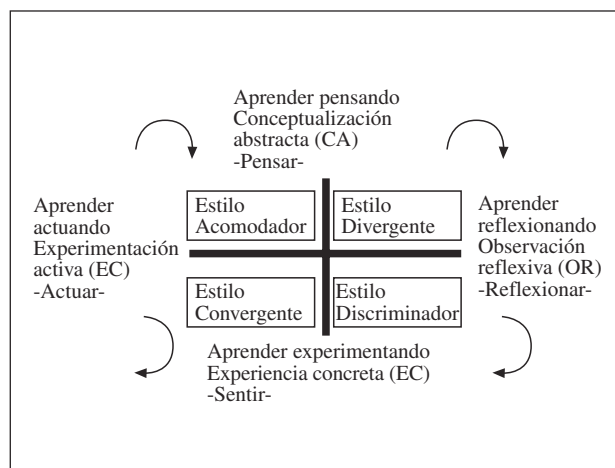 Aprender pensando
Conceptualización
abstracta (CA)
-Pensar-
Aprender
actuando
Experimentación
activa (EC)
-Actuar-
Estilo
Acomodador
Estilo
Divergente
Aprender
reflexionando
Observación
reflexiva (OR)
-Reflexionar-
Estilo
Convergente
Estilo
Discriminador
Aprender experimentando
Experiencia concreta (EC)
-Sentir-